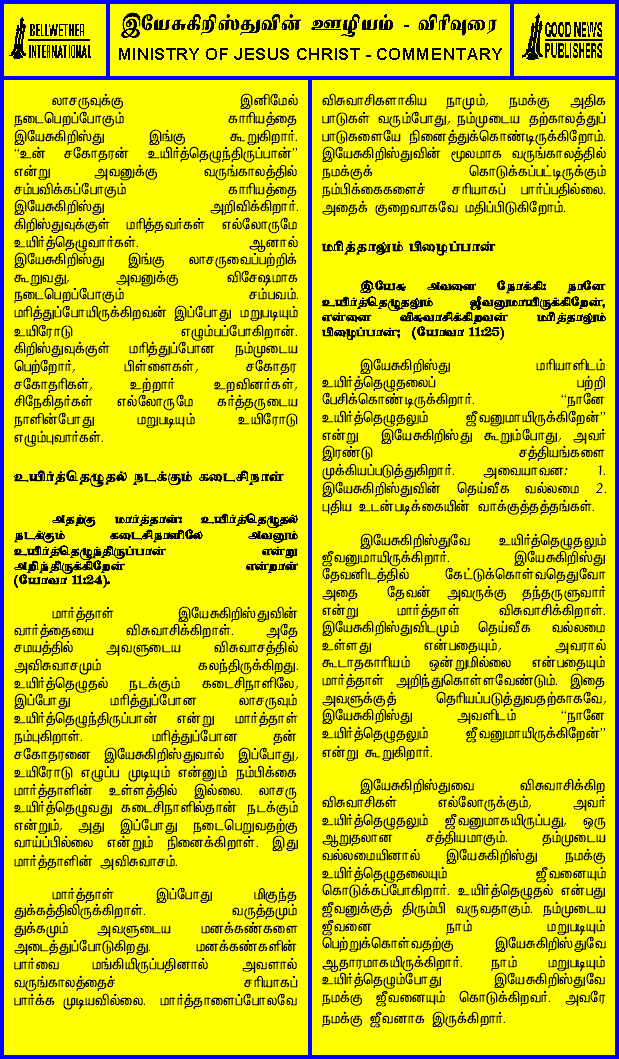 BELLWETHER
INTERNATIONAL
இயேசுகிறிஸ்துவின் ஊழியம் - விரிவுரை
MINISTRY OF JESUS CHRIST - COMMENTARY
GOOD NEWS
PUBLISHERS
லாசருவுக்கு இனிமேல்
நடைபெறப்போகும் காரியத்தை
இயேசுகிறிஸ்து இங்கு கூறுகிறார்.
“உன் சகோதரன் உயிர்த்தெழுந்திருப்பான்”
என்று அவனுக்கு வருங்காலத்தில்
சம்பவிக்கப்போகும் காரியத்தை
இயேசுகிறிஸ்து அறிவிக்கிறார்.
கிறிஸ்துவுக்குள் மரித்தவர்கள் எல்லோருமே
உயிர்த்தெழுவார்கள். ஆனால்
இயேசுகிறிஸ்து இங்கு லாசருவைப்பற்றிக்
கூறுவது, அவனுக்கு விசேஷமாக
நடைபெறப்போகும் சம்பவம்.
மரித்துப்போயிருக்கிறவன் இப்போது மறுபடியும்
உயிரோடு எழும்பப்போகிறான்.
கிறிஸ்துவுக்குள் மரித்துப்போன நம்முடைய
பெற்றோர், பிள்ளைகள், சகோதர
சகோதரிகள், உற்றார் உறவினர்கள்,
சிநேகிதர்கள் எல்லோருமே கர்த்தருடைய
நாளின்போது மறுபடியும் உயிரோடு
எழும்புவார்கள்.
உயிர்த்தெழுதல் நடக்கும் கடைசிநாள்
அதற்கு மார்த்தாள்: உயிர்த்தெழுதல்
நடக்கும் கடைசிநாளிலே அவனும்
உயிர்த்தெழுந்திருப்பான் என்று
அறிந்திருக்கிறேன் என்றாள்
(யோவா 11:24).
மார்த்தாள் இயேசுகிறிஸ்துவின்
வார்த்தையை விசுவாசிக்கிறாள். அதே
சமயத்தில் அவளுடைய விசுவாசத்தில்
அவிசுவாசமும் கலந்திருக்கிறது.
உயிர்த்தெழுதல் நடக்கும் கடைசிநாளிலே,
இப்போது மரித்துப்போன லாசருவும்
உயிர்த்தெழுந்திருப்பான் என்று மார்த்தாள்
நம்புகிறாள். மரித்துப்போன தன்
சகோதரனை இயேசுகிறிஸ்துவால் இப்போது,
உயிரோடு எழுப்ப முடியும் என்னும் நம்பிக்கை
மார்த்தாளின் உள்ளத்தில் இல்லை. லாசரு
உயிர்த்தெழுவது கடைசிநாளில்தான் நடக்கும்
என்றும், அது இப்போது நடைபெறுவதற்கு
வாய்ப்பில்லை என்றும் நினைக்கிறாள். இது
மார்த்தாளின் அவிசுவாசம்.
மார்த்தாள் இப்போது மிகுந்த
துக்கத்திலிருக்கிறாள். வருத்தமும்
துக்கமும் அவளுடைய மனக்கண்களை
அடைத்துப்போடுகிறது. மனக்கண்களின்
பார்வை மங்கியிருப்பதினால் அவளால்
வருங்காலத்தைச் சரியாகப்
பார்க்க முடியவில்லை. மார்த்தாளைப்போலவே
விசுவாசிகளாகிய நாமும், நமக்கு அதிக
பாடுகள் வரும்போது, நம்முடைய தற்காலத்துப்
பாடுகளையே நினைத்துக்கொண்டிருக்கிறோம்.
இயேசுகிறிஸ்துவின் மூலமாக வருங்காலத்தில்
நமக்குக் கொடுக்கப்பட்டிருக்கும்
நம்பிக்கைகளைச் சரியாகப் பார்ப்பதில்லை.
அதைக் குறைவாகவே மதிப்பிடுகிறோம்.
மரித்தாலும் பிழைப்பான்
இயேசு அவளை நோக்கி: நானே
உயிர்த்தெழுதலும் ஜீவனுமாயிருக்கிறேன்,
என்னை விசுவாசிக்கிறவன் மரித்தாலும்
பிழைப்பான்; (யோவா 11:25)
இயேசுகிறிஸ்து மரியாளிடம்
உயிர்த்தெழுதலைப் பற்றி
பேசிக்கொண்டிருக்கிறார். “நானே
உயிர்த்தெழுதலும் ஜீவனுமாயிருக்கிறேன்”
என்று இயேசுகிறிஸ்து கூறும்போது, அவர்
இரண்டு சத்தியங்களை
முக்கியப்படுத்துகிறார். அவையாவன: 1.
இயேசுகிறிஸ்துவின் தெய்வீக வல்லமை 2.
புதிய உடன்படிக்கையின் வாக்குத்தத்தங்கள்.
இயேசுகிறிஸ்துவே உயிர்த்தெழுதலும்
ஜீவனுமாயிருக்கிறார். இயேசுகிறிஸ்து
தேவனிடத்தில் கேட்டுக்கொள்வதெதுவோ
அதை தேவன் அவருக்கு தந்தருளுவார்
என்று மார்த்தாள் விசுவாசிக்கிறாள்.
இயேசுகிறிஸ்துவிடமும் தெய்வீக வல்லமை
உள்ளது என்பதையும், அவரால்
கூடாதகாரியம் ஒன்றுமில்லை என்பதையும்
மார்த்தாள் அறிந்துகொள்ளவேண்டும். இதை
அவளுக்குத் தெரியப்படுத்துவதற்காகவே,
இயேசுகிறிஸ்து அவளிடம் “நானே
உயிர்த்தெழுதலும் ஜீவனுமாயிருக்கிறேன்”
என்று கூறுகிறார்.
இயேசுகிறிஸ்துவை விசுவாசிக்கிற
விசுவாசிகள் எல்லோருக்கும், அவர்
உயிர்த்தெழுதலும் ஜீவனுமாகயிருப்பது, ஒரு
ஆறுதலான சத்தியமாகும். தம்முடைய
வல்லமையினால் இயேசுகிறிஸ்து நமக்கு
உயிர்த்தெழுதலையும் ஜீவனையும்
கொடுக்கப்போகிறார். உயிர்த்தெழுதல் என்பது
ஜீவனுக்குத் திரும்பி வருவதாகும். நம்முடைய
ஜீவனை நாம் மறுபடியும்
பெற்றுக்கொள்வதற்கு இயேசுகிறிஸ்துவே
ஆதாரமாகயிருக்கிறார். நாம் மறுபடியும்
உயிர்த்தெழும்போது இயேசுகிறிஸ்துவே
நமக்கு ஜீவனையும் கொடுக்கிறவர். அவரே
நமக்கு ஜீவனாக இருக்கிறார்.